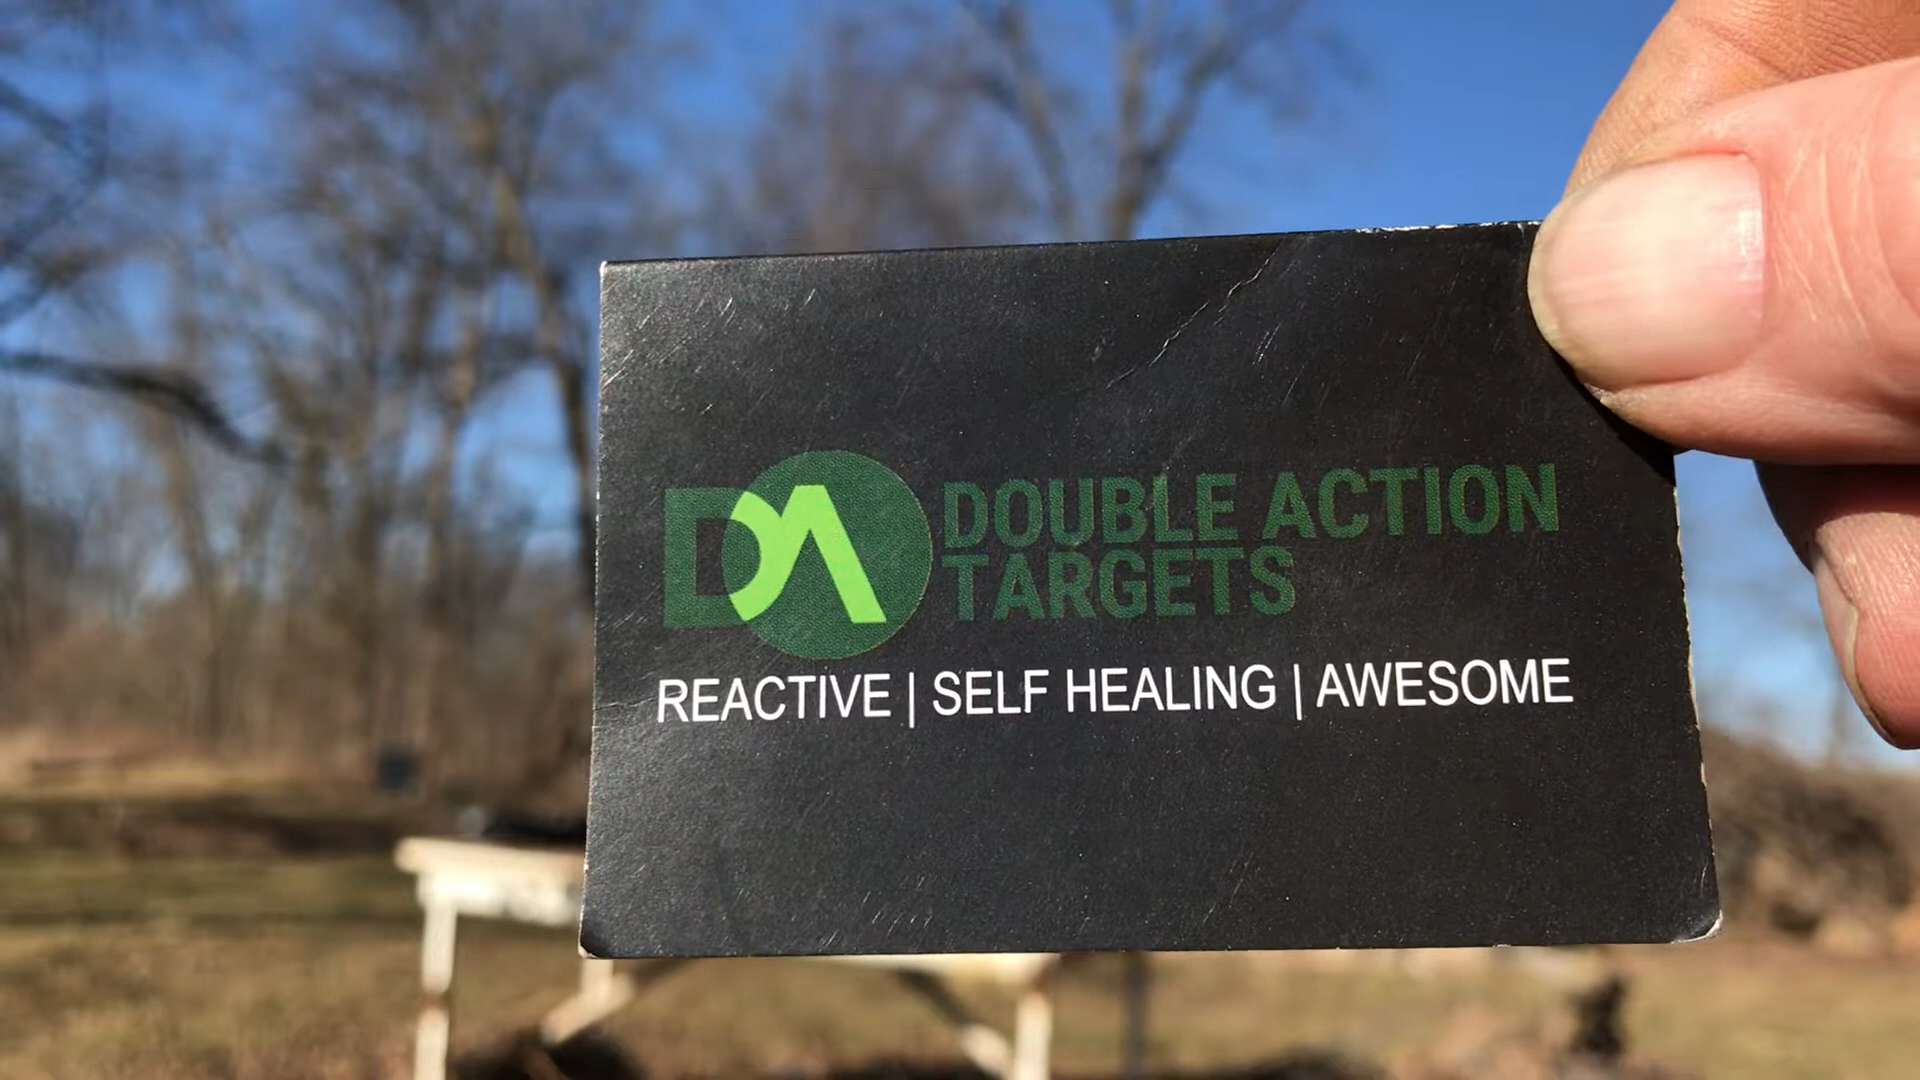 DA
DOUBLE ACTION
TARGETS
REACTIVE | SELF HEALING | AWESOME